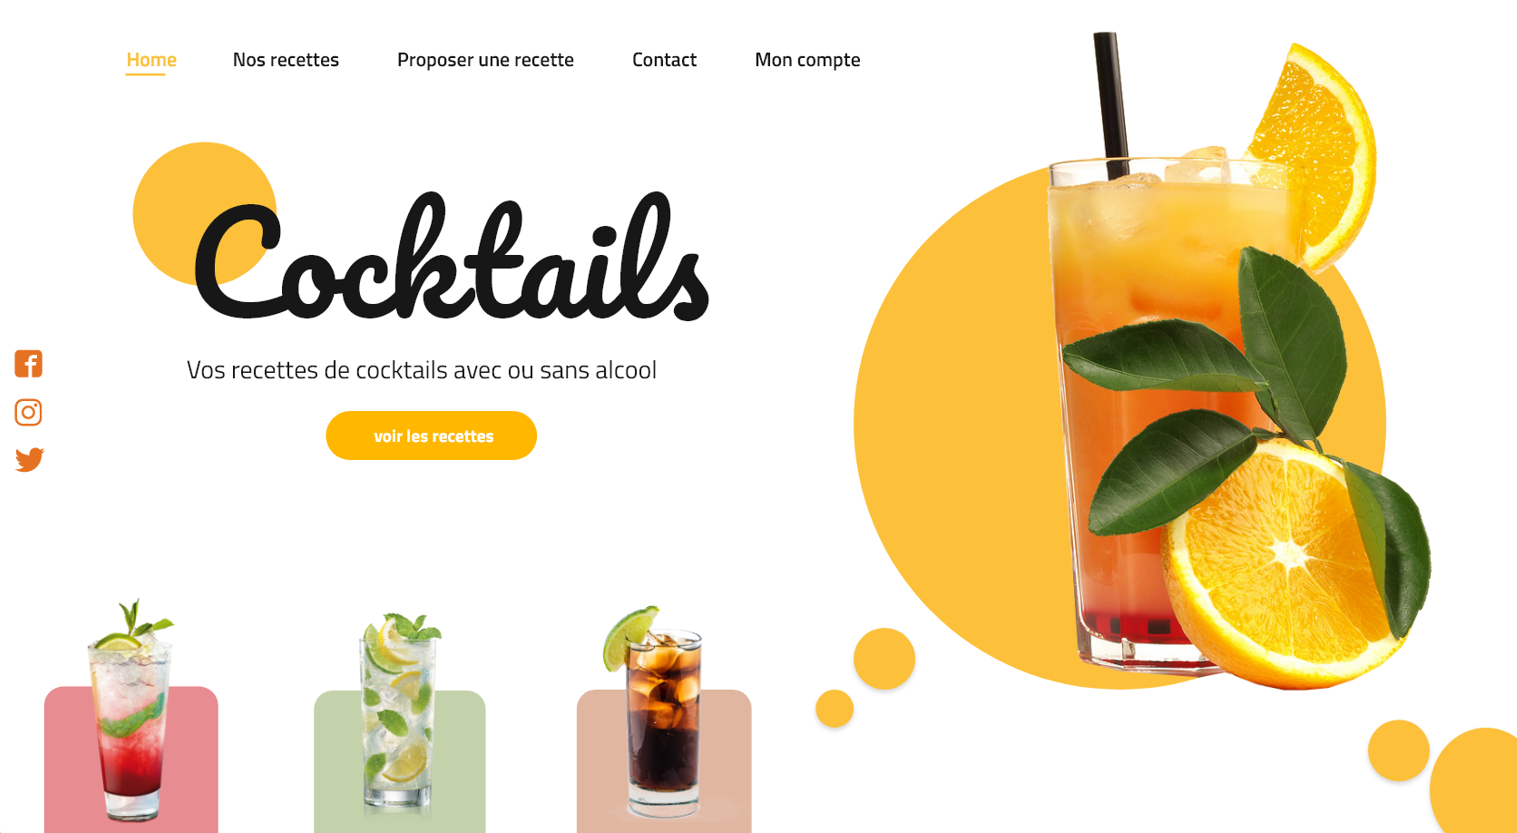 Home Nos recettes Proposer une recette Contact Mon compte
Cocktails
Vos recettes de cocktails avec ou sans alcool
voir les recettes